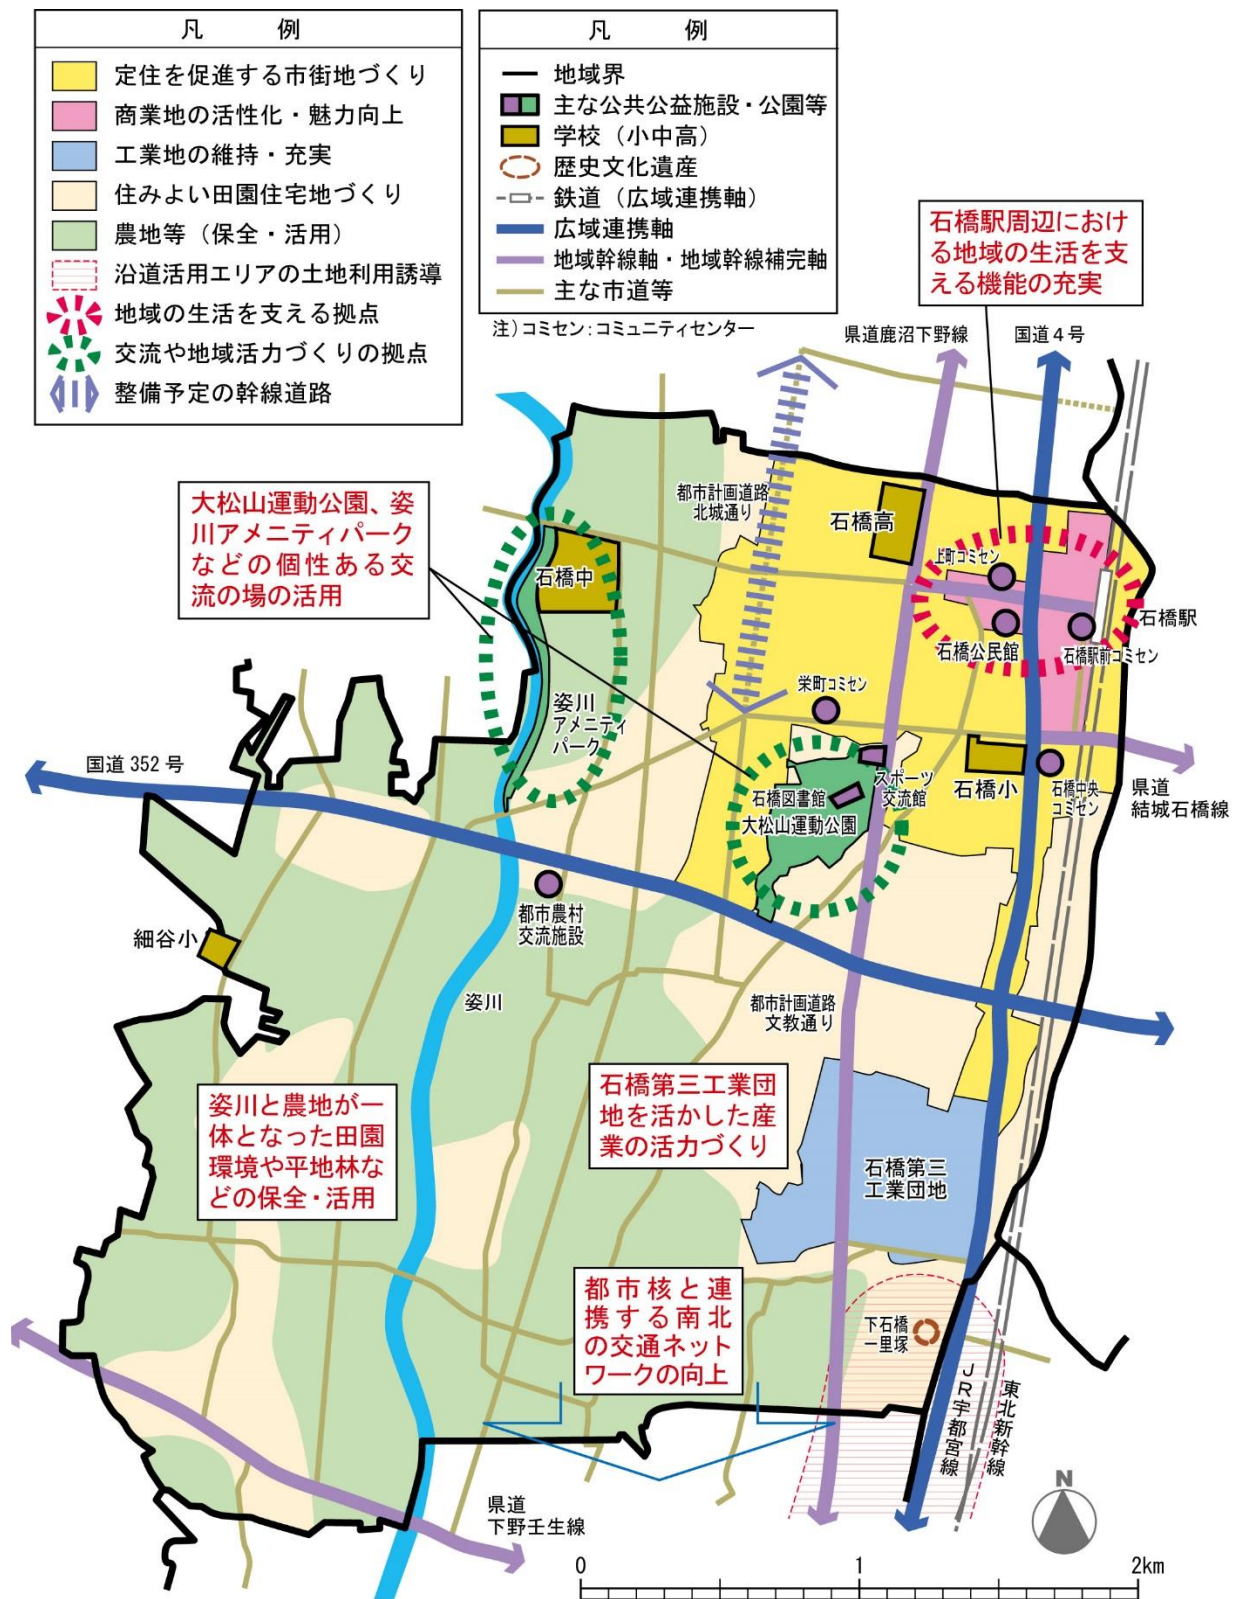 凡　例
定住を促進する市街地づくり
商業地の活性化・魅力向上
工業地の維持・充実
住みよい田園住宅地づくり
農地等（保全・活用）
沿道活用エリアの土地利用誘導
地域の生活を支える拠点
交流や地域活力づくりの拠点
整備予定の幹線道路
凡　例
地域界
主な公共公益施設・公園等
学校（小中高）
歴史文化遺産
鉄道（広域連携軸）
広域連携軸
地域幹線軸・地域幹線補完軸
主な市道等
注）コミセン：コミュニティセンター
石橋駅周辺におけ
る地域の生活を支
える機能の充実
県道鹿沼下野線
国道４号
大松山運動公園、姿
川アメニティパーク
などの個性ある交
流の場の活用
都市計画道路
北城通り
石橋高
上町コミセン
石橋中
石橋駅
石橋公民館
石橋駅前コミセン
栄町コミセン
姿川
アメニティ
パーク
国道352号
スポーツ
交流館
石橋図書館
大松山運動公園
石橋小
石橋中央
コミセン
県道
結城石橋線
都市農村
交流施設
細谷小
姿川
都市計画道路
文教通り
姿川と農地が一
体となった田園
環境や平地林な
どの保全・活用
石橋第三工業団
地を活かした産
業の活力づくり
石橋第三
工業団地
都市核と連
携する南北
の交通ネット
ワークの向上
下石橋
一里塚
ＪＲ宇都宮線
東北新幹線
県道
下野壬生線
N
0
1
2km